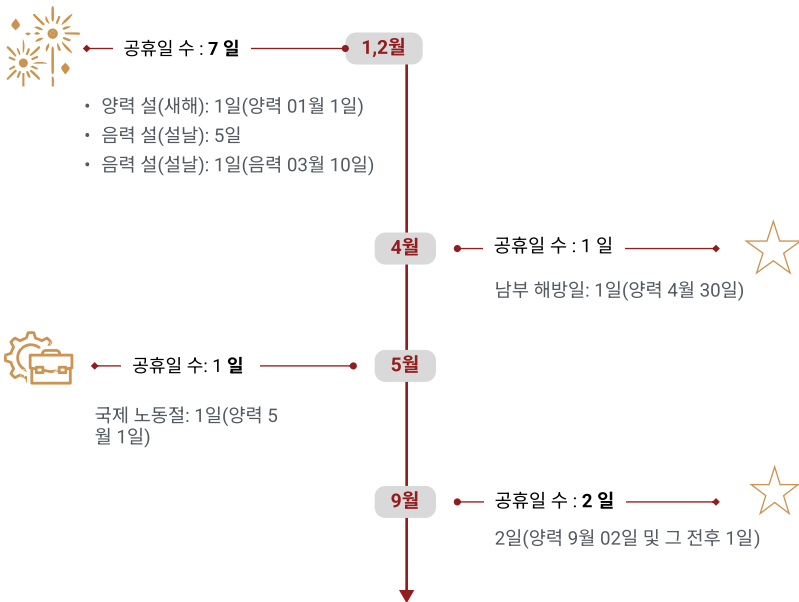 공휴일 수 : 7 일
1,2월
• 양력 설(새해): 1일(양력 01월 1일)
• 음력 설(설날): 5일
• 음력 설(설날): 1일(음력 03월 10일)
4월
공휴일 수 : 1 일
남부 해방일: 1일(양력 4월 30일)
공휴일 수: 1 일
5월
국제 노동절: 1일(양력 5
월 1일)
9월
공휴일 수 : 2 일
2일(양력 9월 02일 및 그 전후 1일)